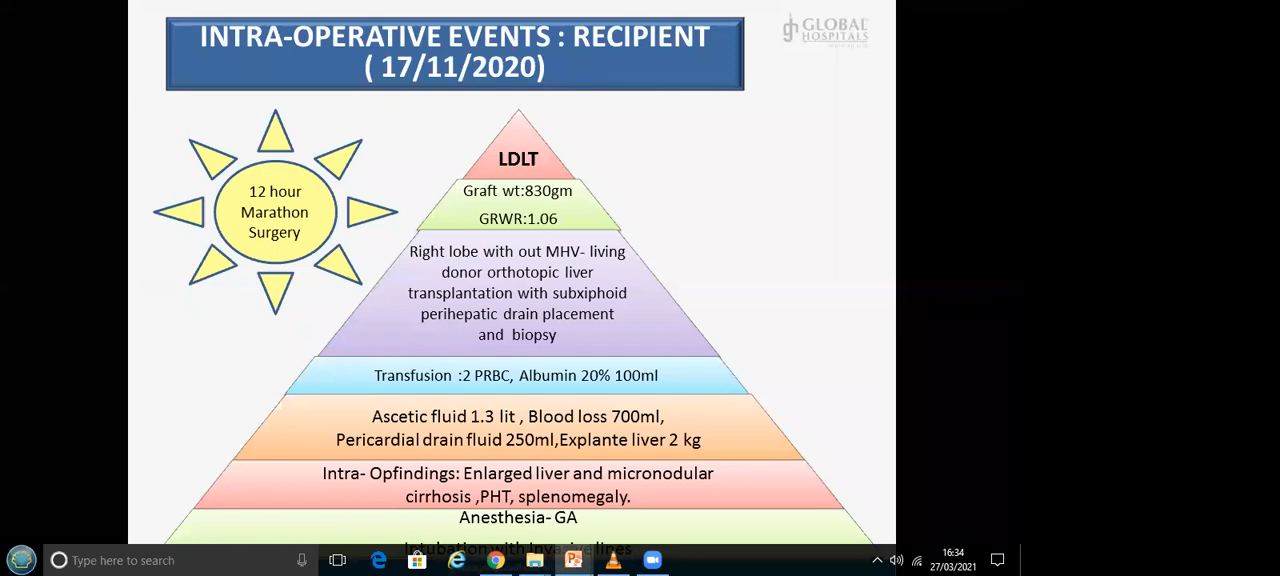 INTRA-OPERATIVE EVENTS : RECIPIENT
( 17/11/2020)
GLOBAL
HOSPITALS
12 hour
Marathon
Surgery
LDLT
Graft wt:830gm
GRWR:1.06
Right lobe with out MHV- living
donor orthotopic liver
transplantation with subxiphoid
perihepatic drain placement
and biopsy
Transfusion :2 PRBC, Albumin 20% 100ml
Ascetic fluid 1.3 lit , Blood loss 700ml,
Pericardial drain fluid 250ml,Explante liver 2 kg
Intra- Opfindings: Enlarged liver and micronodular
cirrhosis ,PHT, splenomegaly.
Anesthesia- GA
Intubation with Invasive lines
Type here to search
16:34
27/03/2021